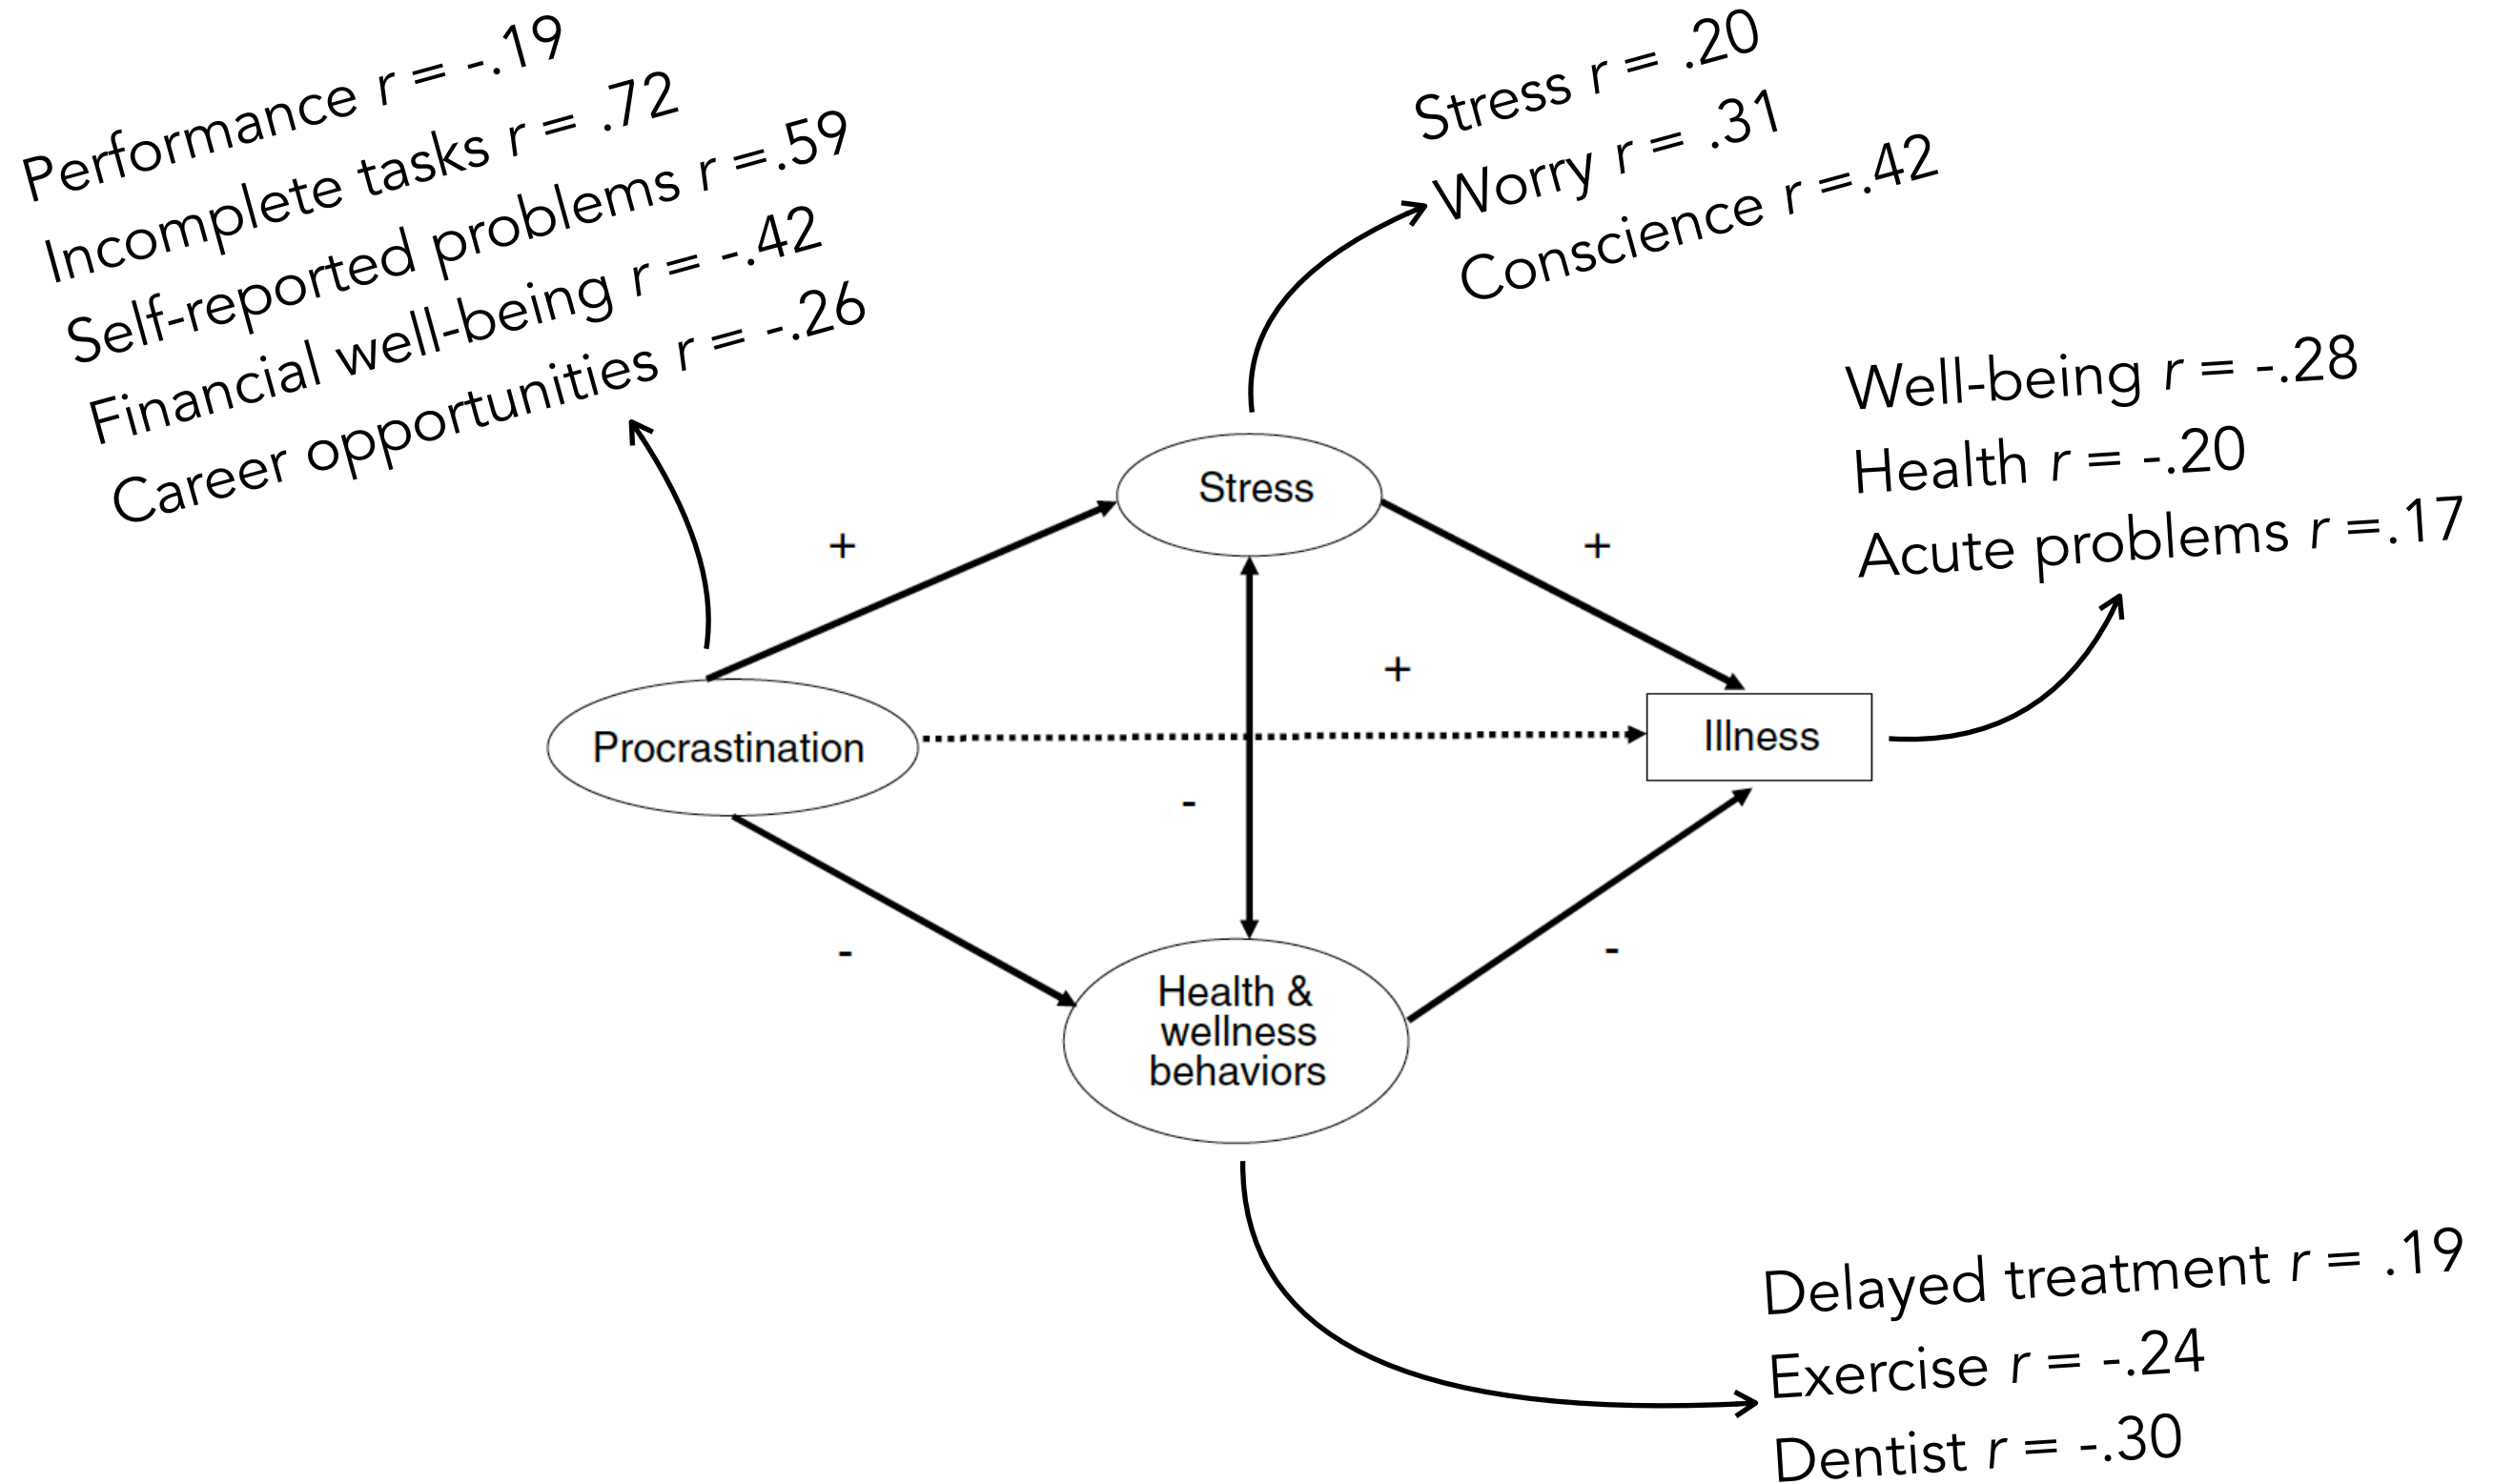 Performance r = -.19
Incomplete tasks r = .72
Self-reported problems r =.59
Financial well-being r = -.42
Career opportunities r = -.26
Stress r = .20
Worry r = .31
Conscience r =.42
Well-being r = -.28
Health r = -.20
Acute problems r =.17
Stress
+
+
+
Procrastination
Illness
-
-
-
Health &
wellness
behaviors
Delayed treatment r = .19
Exercise r = -.24
Dentist r = -.30